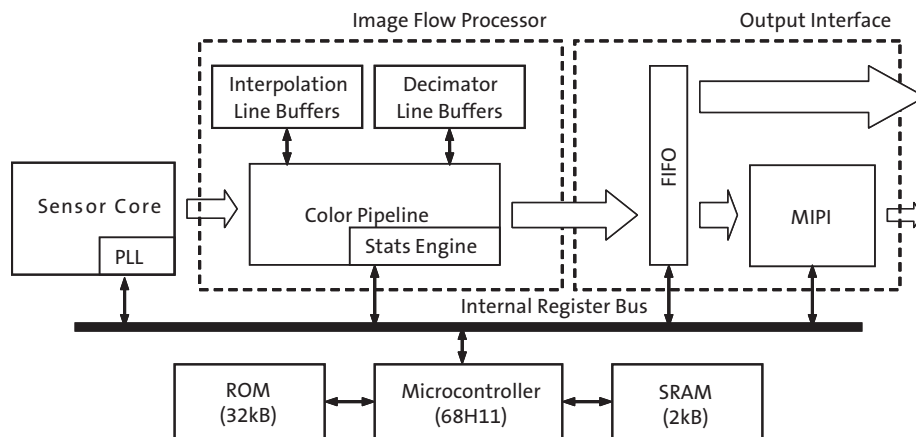 Image Flow Processor
Output Interface
Interpolation
Line Buffers
Decimator
Line Buffers
Sensor Core
PLL
Color Pipeline
Stats Engine
FIFO
MIPI
Internal Register Bus
ROM
(32kB)
Microcontroller
(68H11)
SRAM
(2kB)